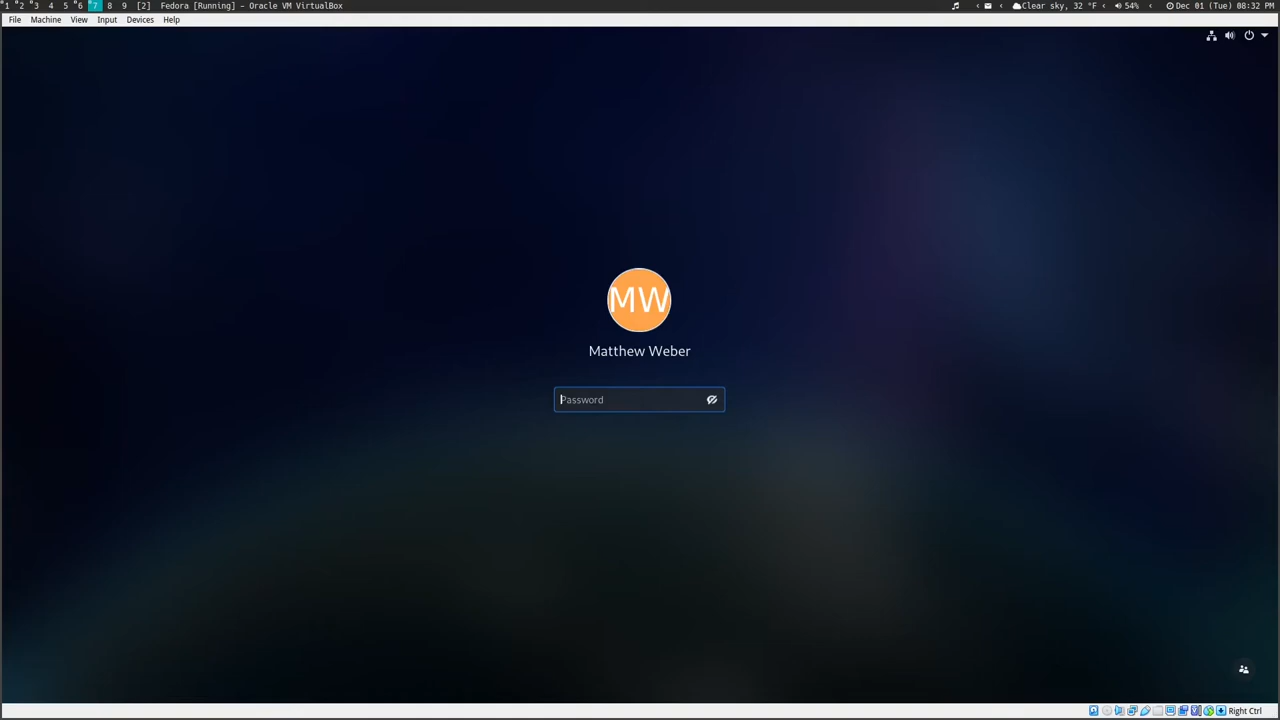 1 2 3 4 5 6 7 8 9 [2] Fedora [Running] - Oracle VM VirtualBox Clear sky, 32 °F 54% Dec 01 (Tue) 08:32 PM
File Machine View Input Devices Help
MW
Matthew Weber
Password
Right Ctrl